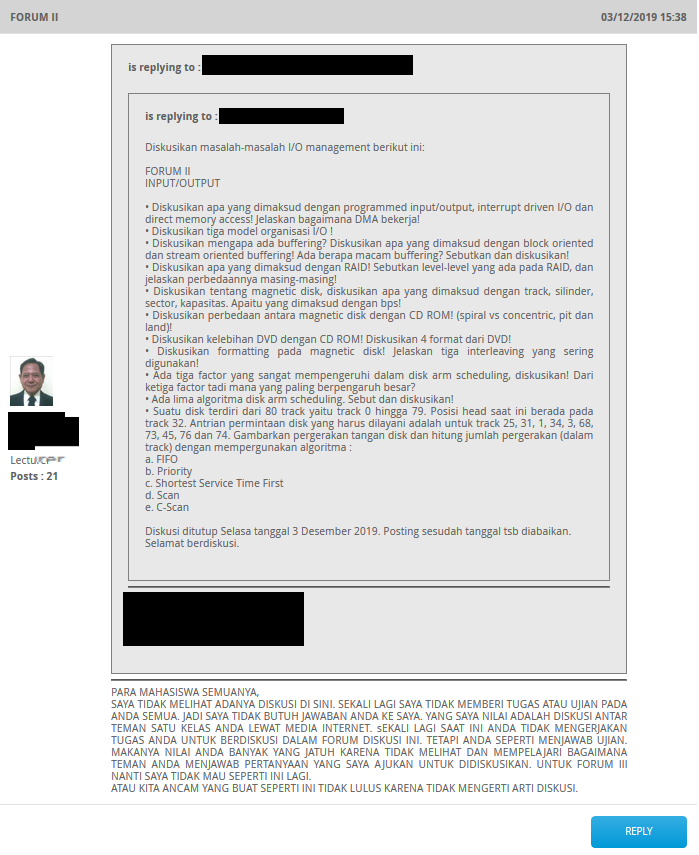 FORUM II 03/12/2019 15:38
is replying to :
is replying to :
Diskusikan masalah-masalah I/O management berikut ini:
FORUM II
INPUT/OUTPUT
• Diskusikan apa yang dimaksud dengan programmed input/output, interrupt driven I/O dan
direct memory access! Jelaskan bagaimana DMA bekerja!
• Diskusikan tiga model organisasi I/O !
• Diskusikan mengapa ada buffering? Diskusikan apa yang dimaksud dengan block oriented
dan stream oriented buffering! Ada berapa macam buffering? Sebutkan dan diskusikan!
• Diskusikan apa yang dimaksud dengan RAID! Sebutkan level-level yang ada pada RAID, dan
jelaskan perbedaannya masing-masing!
• Diskusikan tentang magnetic disk, diskusikan apa yang dimaksud dengan track, silinder,
sector, kapasitas. Apaitu yang dimaksud dengan bps!
• Diskusikan perbedaan antara magnetic disk dengan CD ROM! (spiral vs concentric, pit dan
land)!
• Diskusikan kelebihan DVD dengan CD ROM! Diskusikan 4 format dari DVD!
• Diskusikan formatting pada magnetic disk! Jelaskan tiga interleaving yang sering
digunakan!
• Ada tiga factor yang sangat mempengeruhi dalam disk arm scheduling, diskusikan! Dari
ketiga factor tadi mana yang paling berpengaruh besar?
• Ada lima algoritma disk arm scheduling. Sebut dan diskusikan!
• Suatu disk terdiri dari 80 track yaitu track 0 hingga 79. Posisi head saat ini berada pada
track 32. Antrian permintaan disk yang harus dilayani adalah untuk track 25, 31, 1, 34, 3, 68,
73, 45, 76 dan 74. Gambarkan pergerakan tangan disk dan hitung jumlah pergerakan (dalam
track) dengan mempergunakan algoritma :
a. FIFO
b. Priority
c. Shortest Service Time First
d. Scan
e. C-Scan
Diskusi ditutup Selasa tanggal 3 Desember 2019. Posting sesudah tanggal tsb diabaikan.
Selamat berdiskusi.
Lecturer
Posts : 21
PARA MAHASISWA SEMUANYA,
SAYA TIDAK MELIHAT ADANYA DISKUSI DI SINI. SEKALI LAGI SAYA TIDAK MEMBERI TUGAS ATAU UJIAN PADA
ANDA SEMUA. JADI SAYA TIDAK BUTUH JAWABAN ANDA KE SAYA. YANG SAYA NILAI ADALAH DISKUSI ANTAR
TEMAN SATU KELAS ANDA LEWAT MEDIA INTERNET. sEKALI LAGI SAAT INI ANDA TIDAK MENGERJAKAN
TUGAS ANDA UNTUK BERDISKUSI DALAM FORUM DISKUSI INI. TETAPI ANDA SEPERTI MENJAWAB UJIAN.
MAKANYA NILAI ANDA BANYAK YANG JATUH KARENA TIDAK MELIHAT DAN MEMPELAJARI BAGAIMANA
TEMAN ANDA MENJAWAB PERTANYAAN YANG SAYA AJUKAN UNTUK DIDISKUSIKAN. UNTUK FORUM III
NANTI SAYA TIDAK MAU SEPERTI INI LAGI.
ATAU KITA ANCAM YANG BUAT SEPERTI INI TIDAK LULUS KARENA TIDAK MENGERTI ARTI DISKUSI.
REPLY